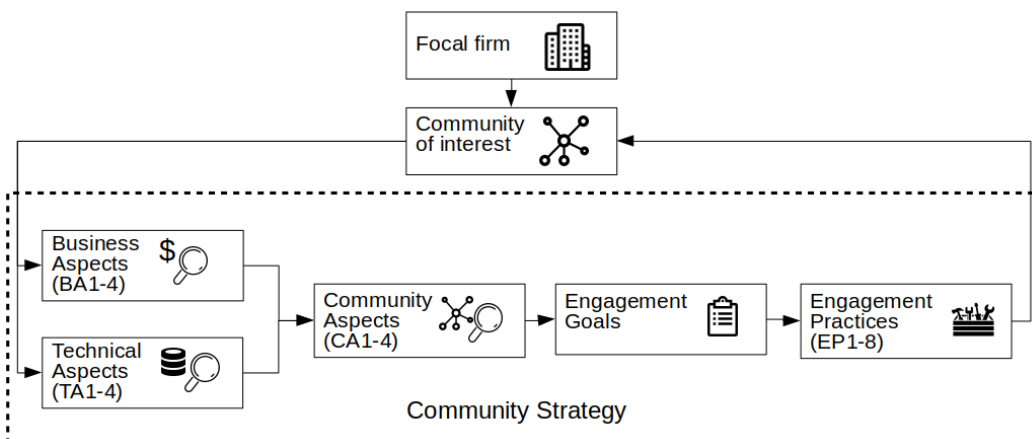 Focal firm
Community
of interest
Business
Aspects
(BA1-4)
$
Technical
Aspects
(TA1-4)
Community
Aspects
(CA1-4)
Engagement
Goals
Engagement
Practices
(EP1-8)
Community Strategy